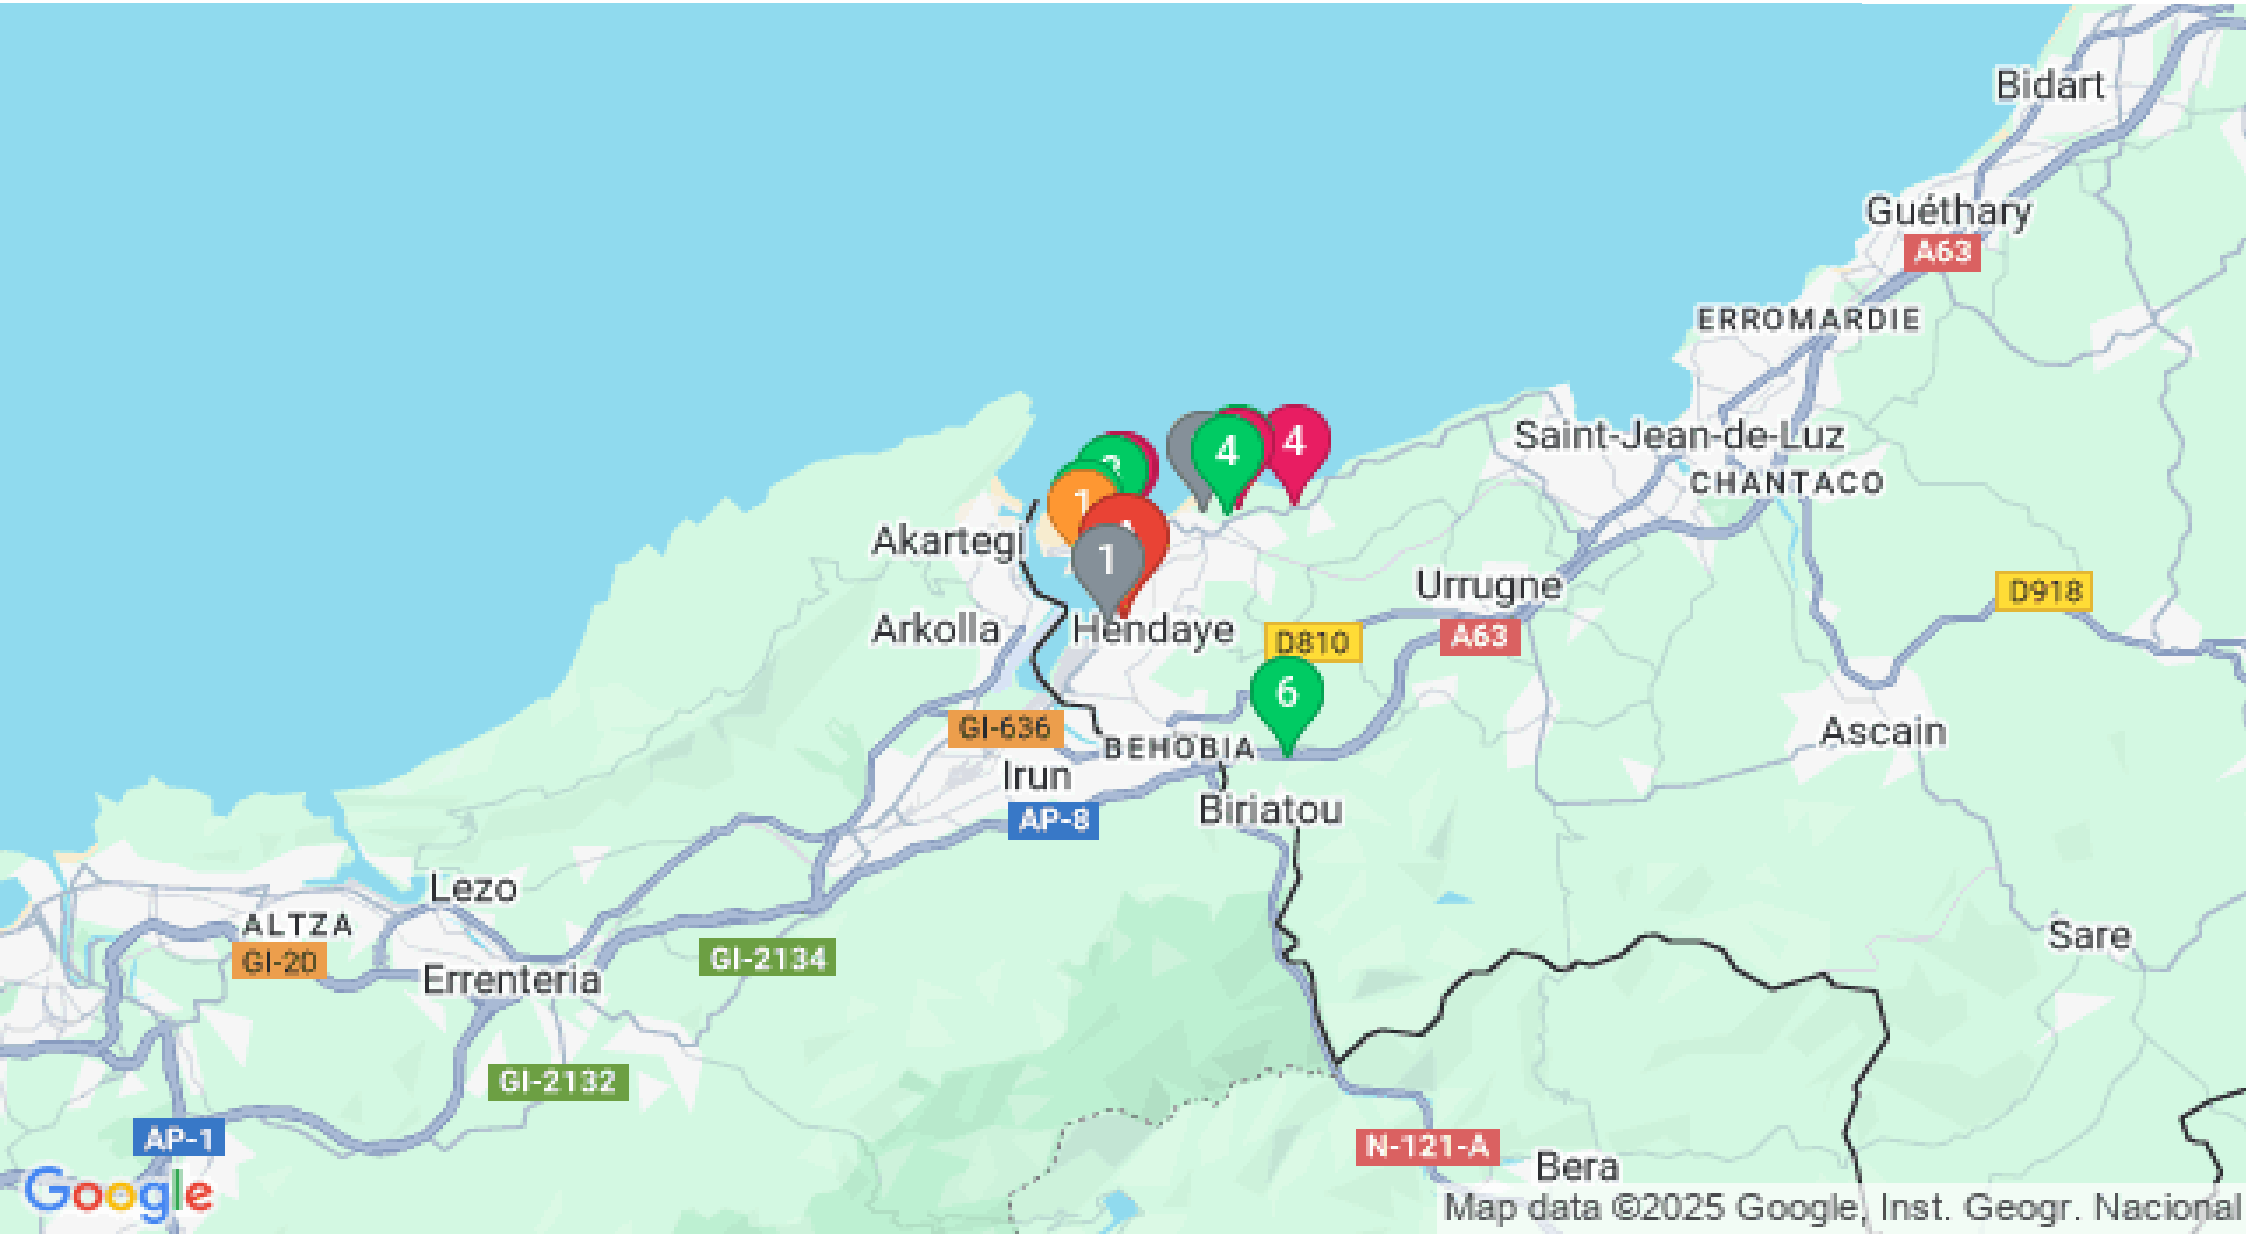 Bidart
Guéthary
A63
ERROMARDIE
Saint-Jean-de-Luz
CHANTACO
4
4
1
1
Akartegi
Arkolla
Hendaye
Urrugne
D918
D810
A63
6
GI-636
BEHOBIA
Irun
Ascain
AP-8
Biriatou
Lezo
ALTZA
GI-20
Errenteria
GI-2134
Sare
GI-2132
AP-1
N-121-A
Bera
Google
Map data ©2025 Google, Inst. Geogr. Nacional